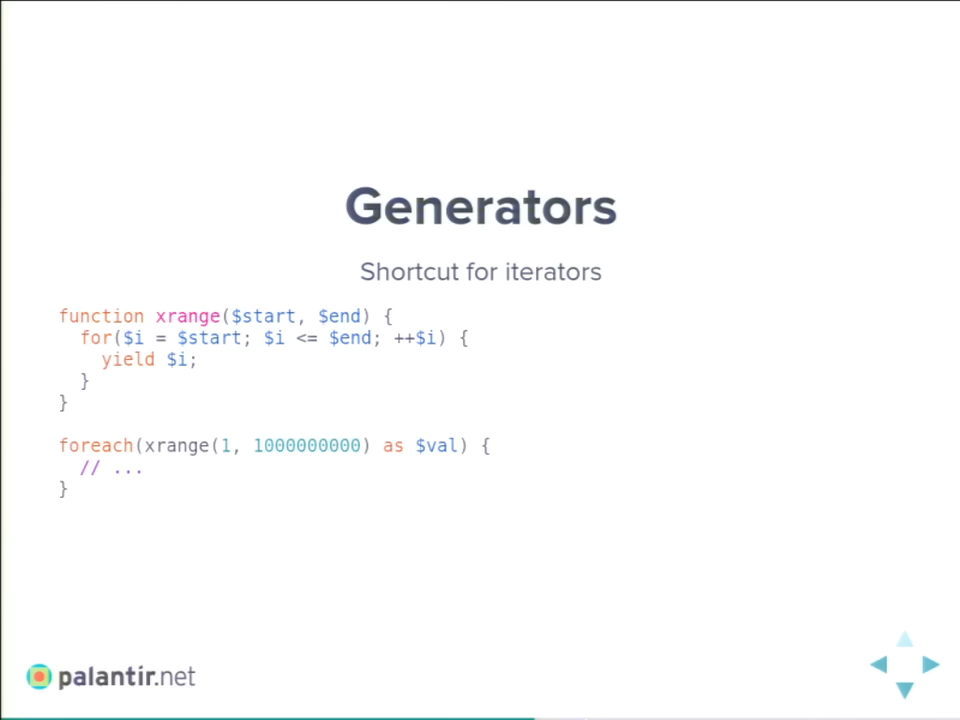 Generators
Shortcut for iterators
function xrange($start, $end) {
  for($i = $start; $i <= $end; ++$i) {
    yield $i;
  }
}

foreach(xrange(1, 1000000000) as $val) {
  // ...
}
palantir.net